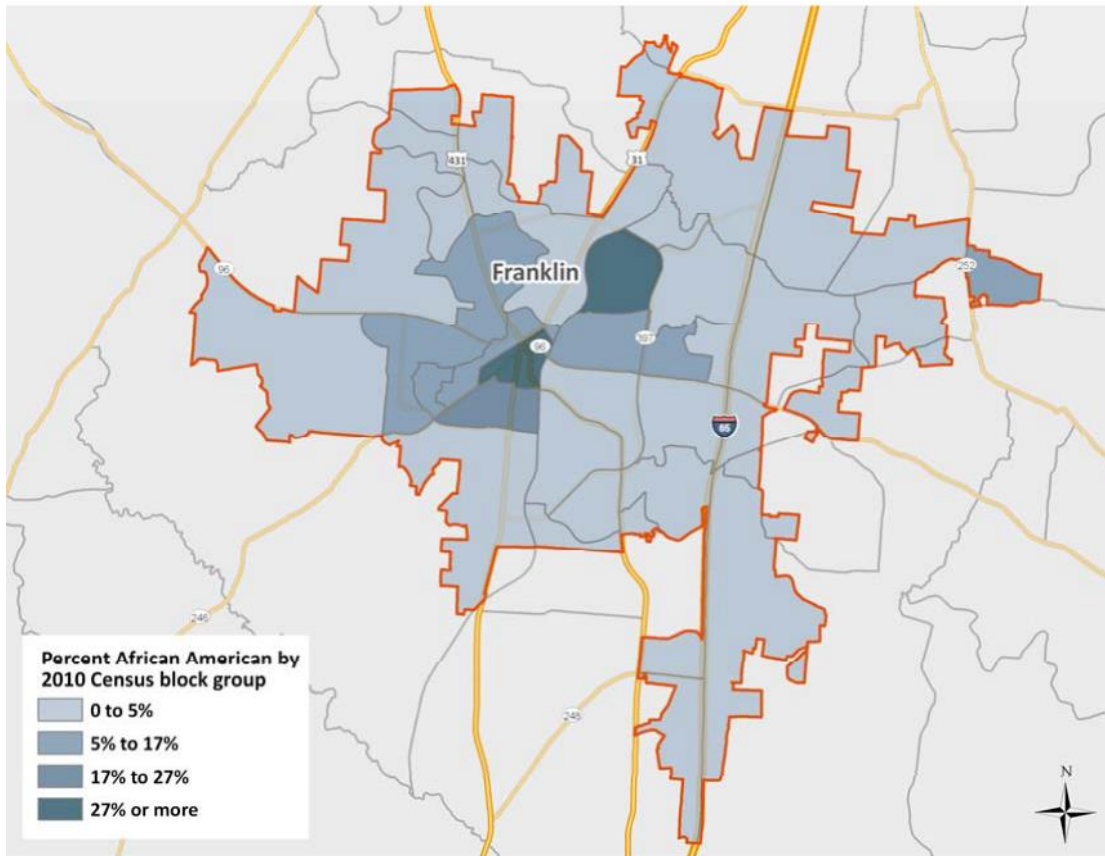 431
31
96
252
Franklin
96
397
65
246
246
N
Percent African American by
2010 Census block group
0 to 5%
5% to 17%
17% to 27%
27% or more